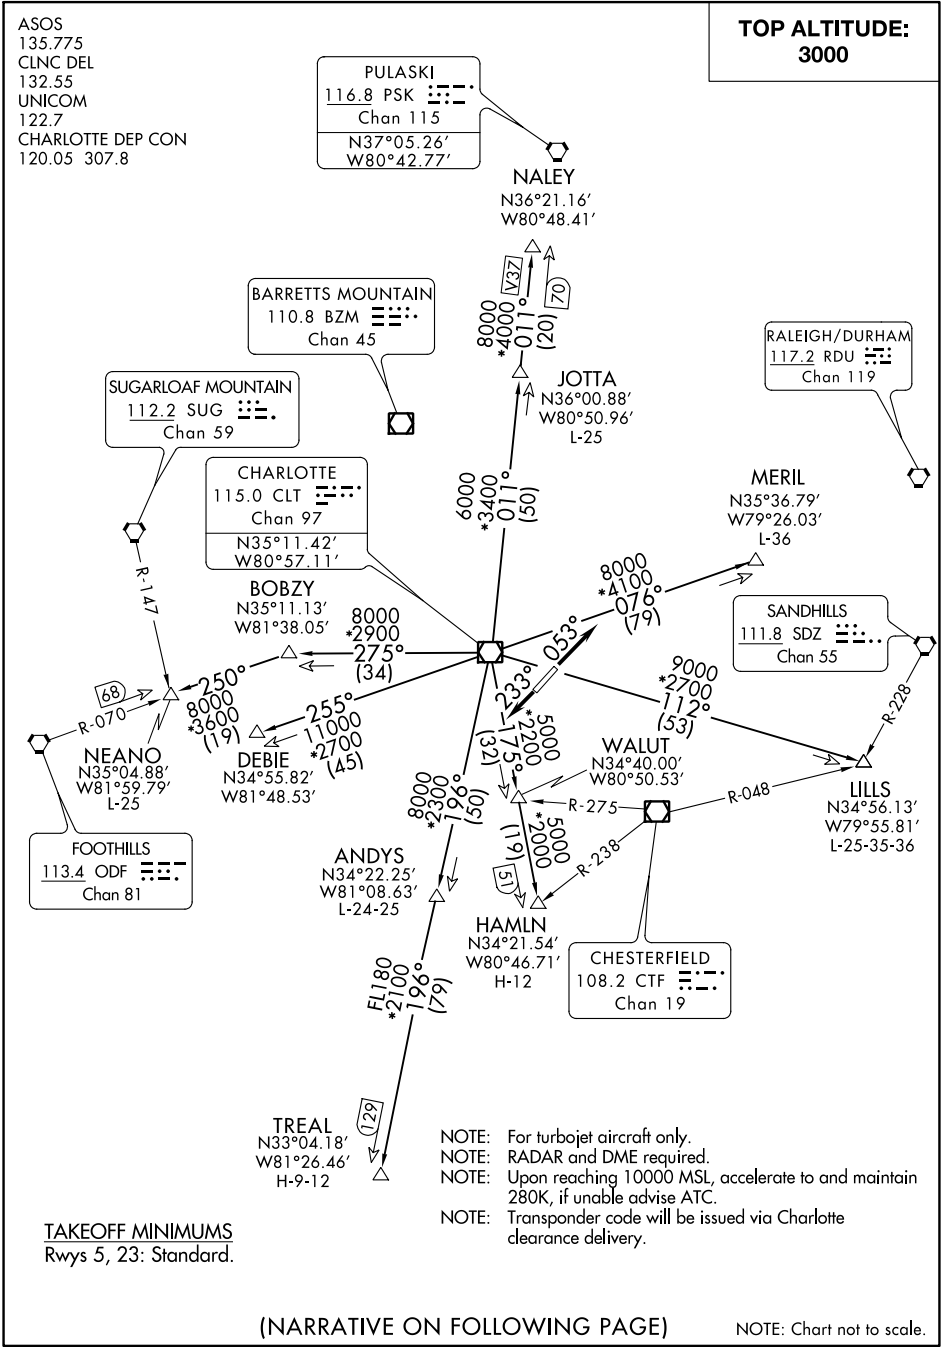 ASOS
135.775
CLNC DEL
132.55
UNICOM
122.7
CHARLOTTE DEP CON
120.05 307.8
TOP ALTITUDE:
3000
PULASKI
116.8 PSK
Chan 115
N37°05.26′
W80°42.77′
NALEY
N36°21.16′
W80°48.41′
V37
70
8000
*4000
011°
(20)
BARRETTS MOUNTAIN
110.8 BZM
Chan 45
RALEIGH/DURHAM
117.2 RDU
Chan 119
JOTTA
N36°00.88′
W80°50.96′
L-25
SUGARLOAF MOUNTAIN
112.2 SUG
Chan 59
CHARLOTTE
115.0 CLT
Chan 97
N35°11.42′
W80°57.11′
6000
*3400
011°
(50)
MERIL
N35°36.79′
W79°26.03′
L-36
R-147
BOBZY
N35°11.13′
W81°38.05′
8000
*4100
076°
(79)
SANDHILLS
111.8 SDZ
Chan 55
8000
*2900
275°
(34)
053°
233°
9000
*2700
112°
(53)
R-228
68
R-070
250°
8000
*3600
(19)
255°
11000
*2700
(45)
5000
*2200
175°
(32)
NEANO
N35°04.88′
W81°59.79′
L-25
DEBIE
N34°55.82′
W81°48.53′
WALUT
N34°40.00′
W80°50.53′
LILLS
N34°56.13′
W79°55.81′
L-25-35-36
R-275
R-048
R-238
8000
*2300
196°
(50)
5000
*2000
(19)
51
FOOTHILLS
113.4 ODF
Chan 81
ANDYS
N34°22.25′
W81°08.63′
L-24-25
HAMLN
N34°21.54′
W80°46.71′
H-12
CHESTERFIELD
108.2 CTF
Chan 19
FL180
*2100
196°
(79)
129
TREAL
N33°04.18′
W81°26.46′
H-9-12
NOTE: For turbojet aircraft only.
NOTE: RADAR and DME required.
NOTE: Upon reaching 10000 MSL, accelerate to and maintain
280K, if unable advise ATC.
NOTE: Transponder code will be issued via Charlotte
clearance delivery.
TAKEOFF MINIMUMS
Rwys 5, 23: Standard.
(NARRATIVE ON FOLLOWING PAGE)
NOTE: Chart not to scale.